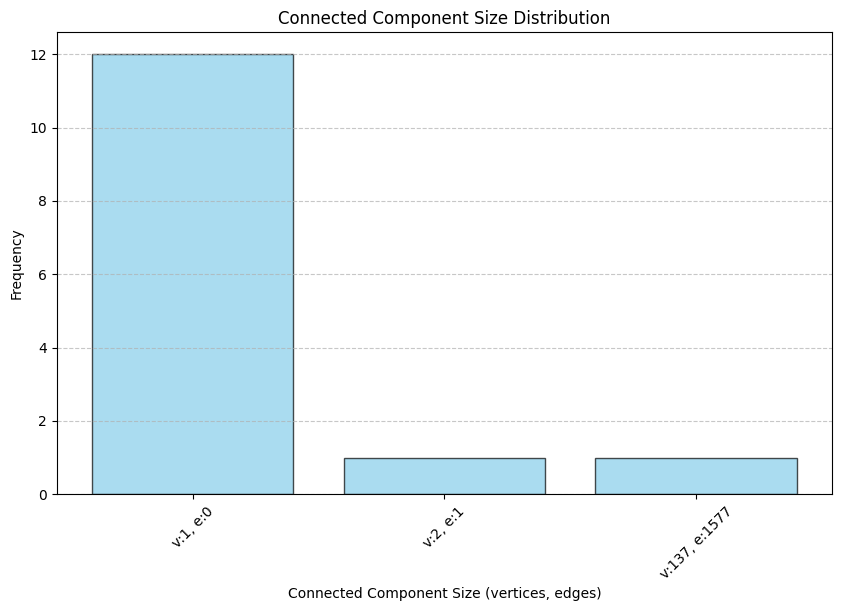 Connected Component Size Distribution
Frequency
12
10
8
6
4
2
0
v:1, e:0
v:2, e:1
v:137, e:1577
Connected Component Size (vertices, edges)